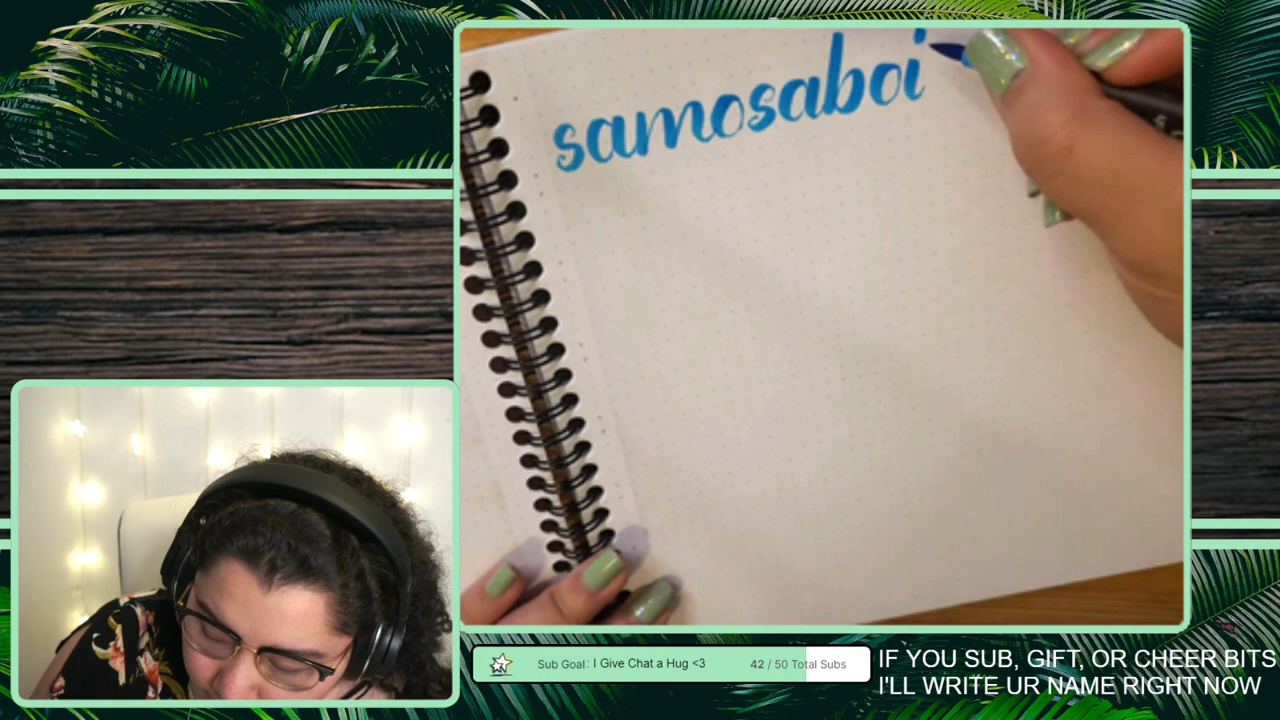 samosaboi
Sub Goal: I Give Chat a Hug <3 42 / 50 Total Subs
IF YOU SUB, GIFT, OR CHEER BITS
I'LL WRITE UR NAME RIGHT NOW